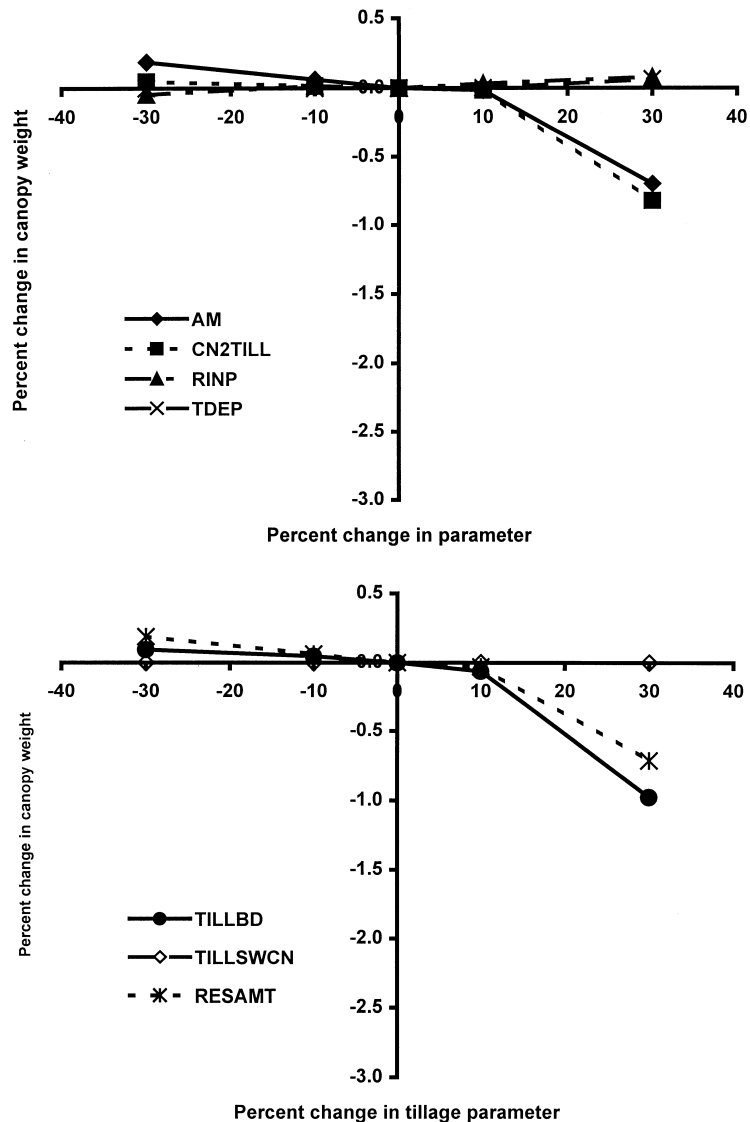 0.5
0.0
-40 -30 -20 -10 0 10 20 30 40
-0.5
-1.0
-1.5
-2.0
-2.5
-3.0
Percent change in canopy weight
AM
CN2TILL
RINP
TDEP
Percent change in parameter
0.5
0.0
-40 -30 -20 -10 0 10 20 30 40
-0.5
-1.0
-1.5
-2.0
-2.5
-3.0
Percent change in canopy weight
TILLBD
TILLSWCN
RESAMT
Percent change in tillage parameter